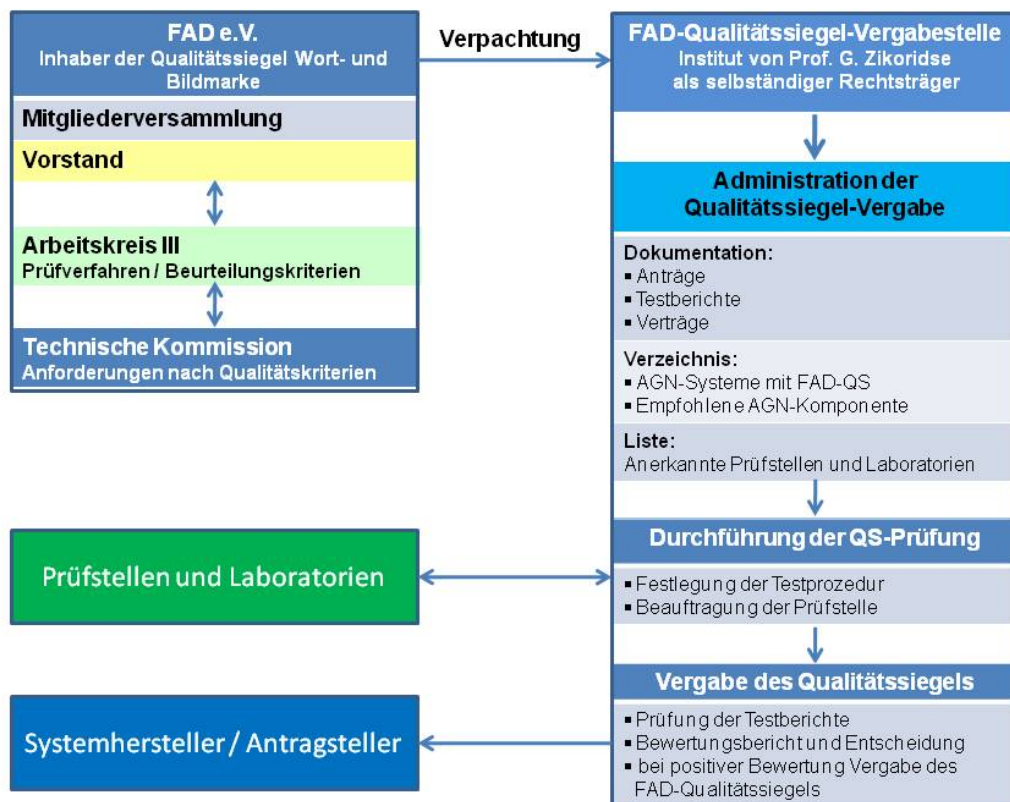 FAD e.V.
Inhaber der Qualitätssiegel Wort- und
Bildmarke
Mitgliederversammlung
Vorstand
Arbeitskreis III
Prüfverfahren / Beurteilungskriterien
Technische Kommission
Anforderungen nach Qualitätskriterien
Verpachtung
FAD-Qualitätssiegel-Vergabestelle
Institut von Prof. G. Zikoridse
als selbständiger Rechtsträger
Administration der
Qualitätssiegel-Vergabe
Dokumentation:
▪ Anträge
▪ Testberichte
▪ Verträge
Verzeichnis:
▪ AGN-Systeme mit FAD-QS
▪ Empfohlene AGN-Komponente
Liste:
Anerkannte Prüfstellen und Laboratorien
Prüfstellen und Laboratorien
Durchführung der QS-Prüfung
▪ Festlegung der Testprozedur
▪ Beauftragung der Prüfstelle
Systemhersteller / Antragsteller
Vergabe des Qualitätssiegels
▪ Prüfung der Testberichte
▪ Bewertungsbericht und Entscheidung
▪ bei positiver Bewertung Vergabe des
FAD-Qualitätssiegels